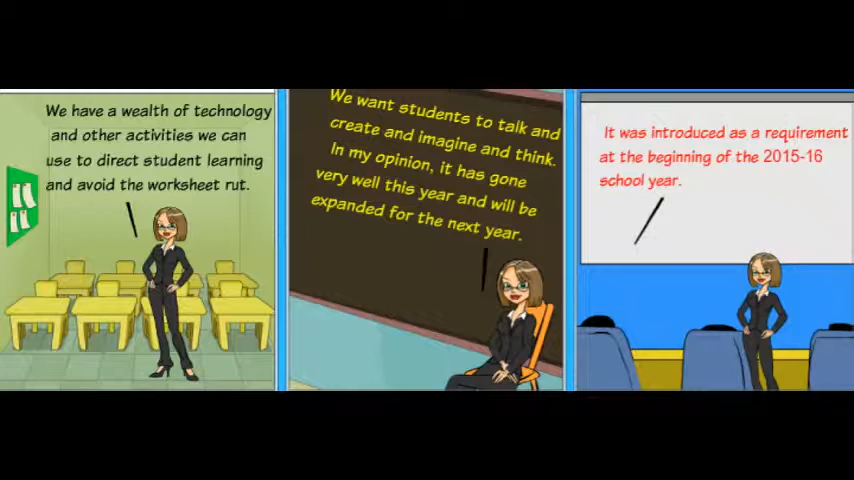 We have a wealth of technology
and other activities we can
use to direct student learning
and avoid the worksheet rut.
We want students to talk and
create and imagine and think.
In my opinion, it has gone
very well this year and will be
expanded for the next year.
It was introduced as a requirement
at the beginning of the 2015-16
school year.